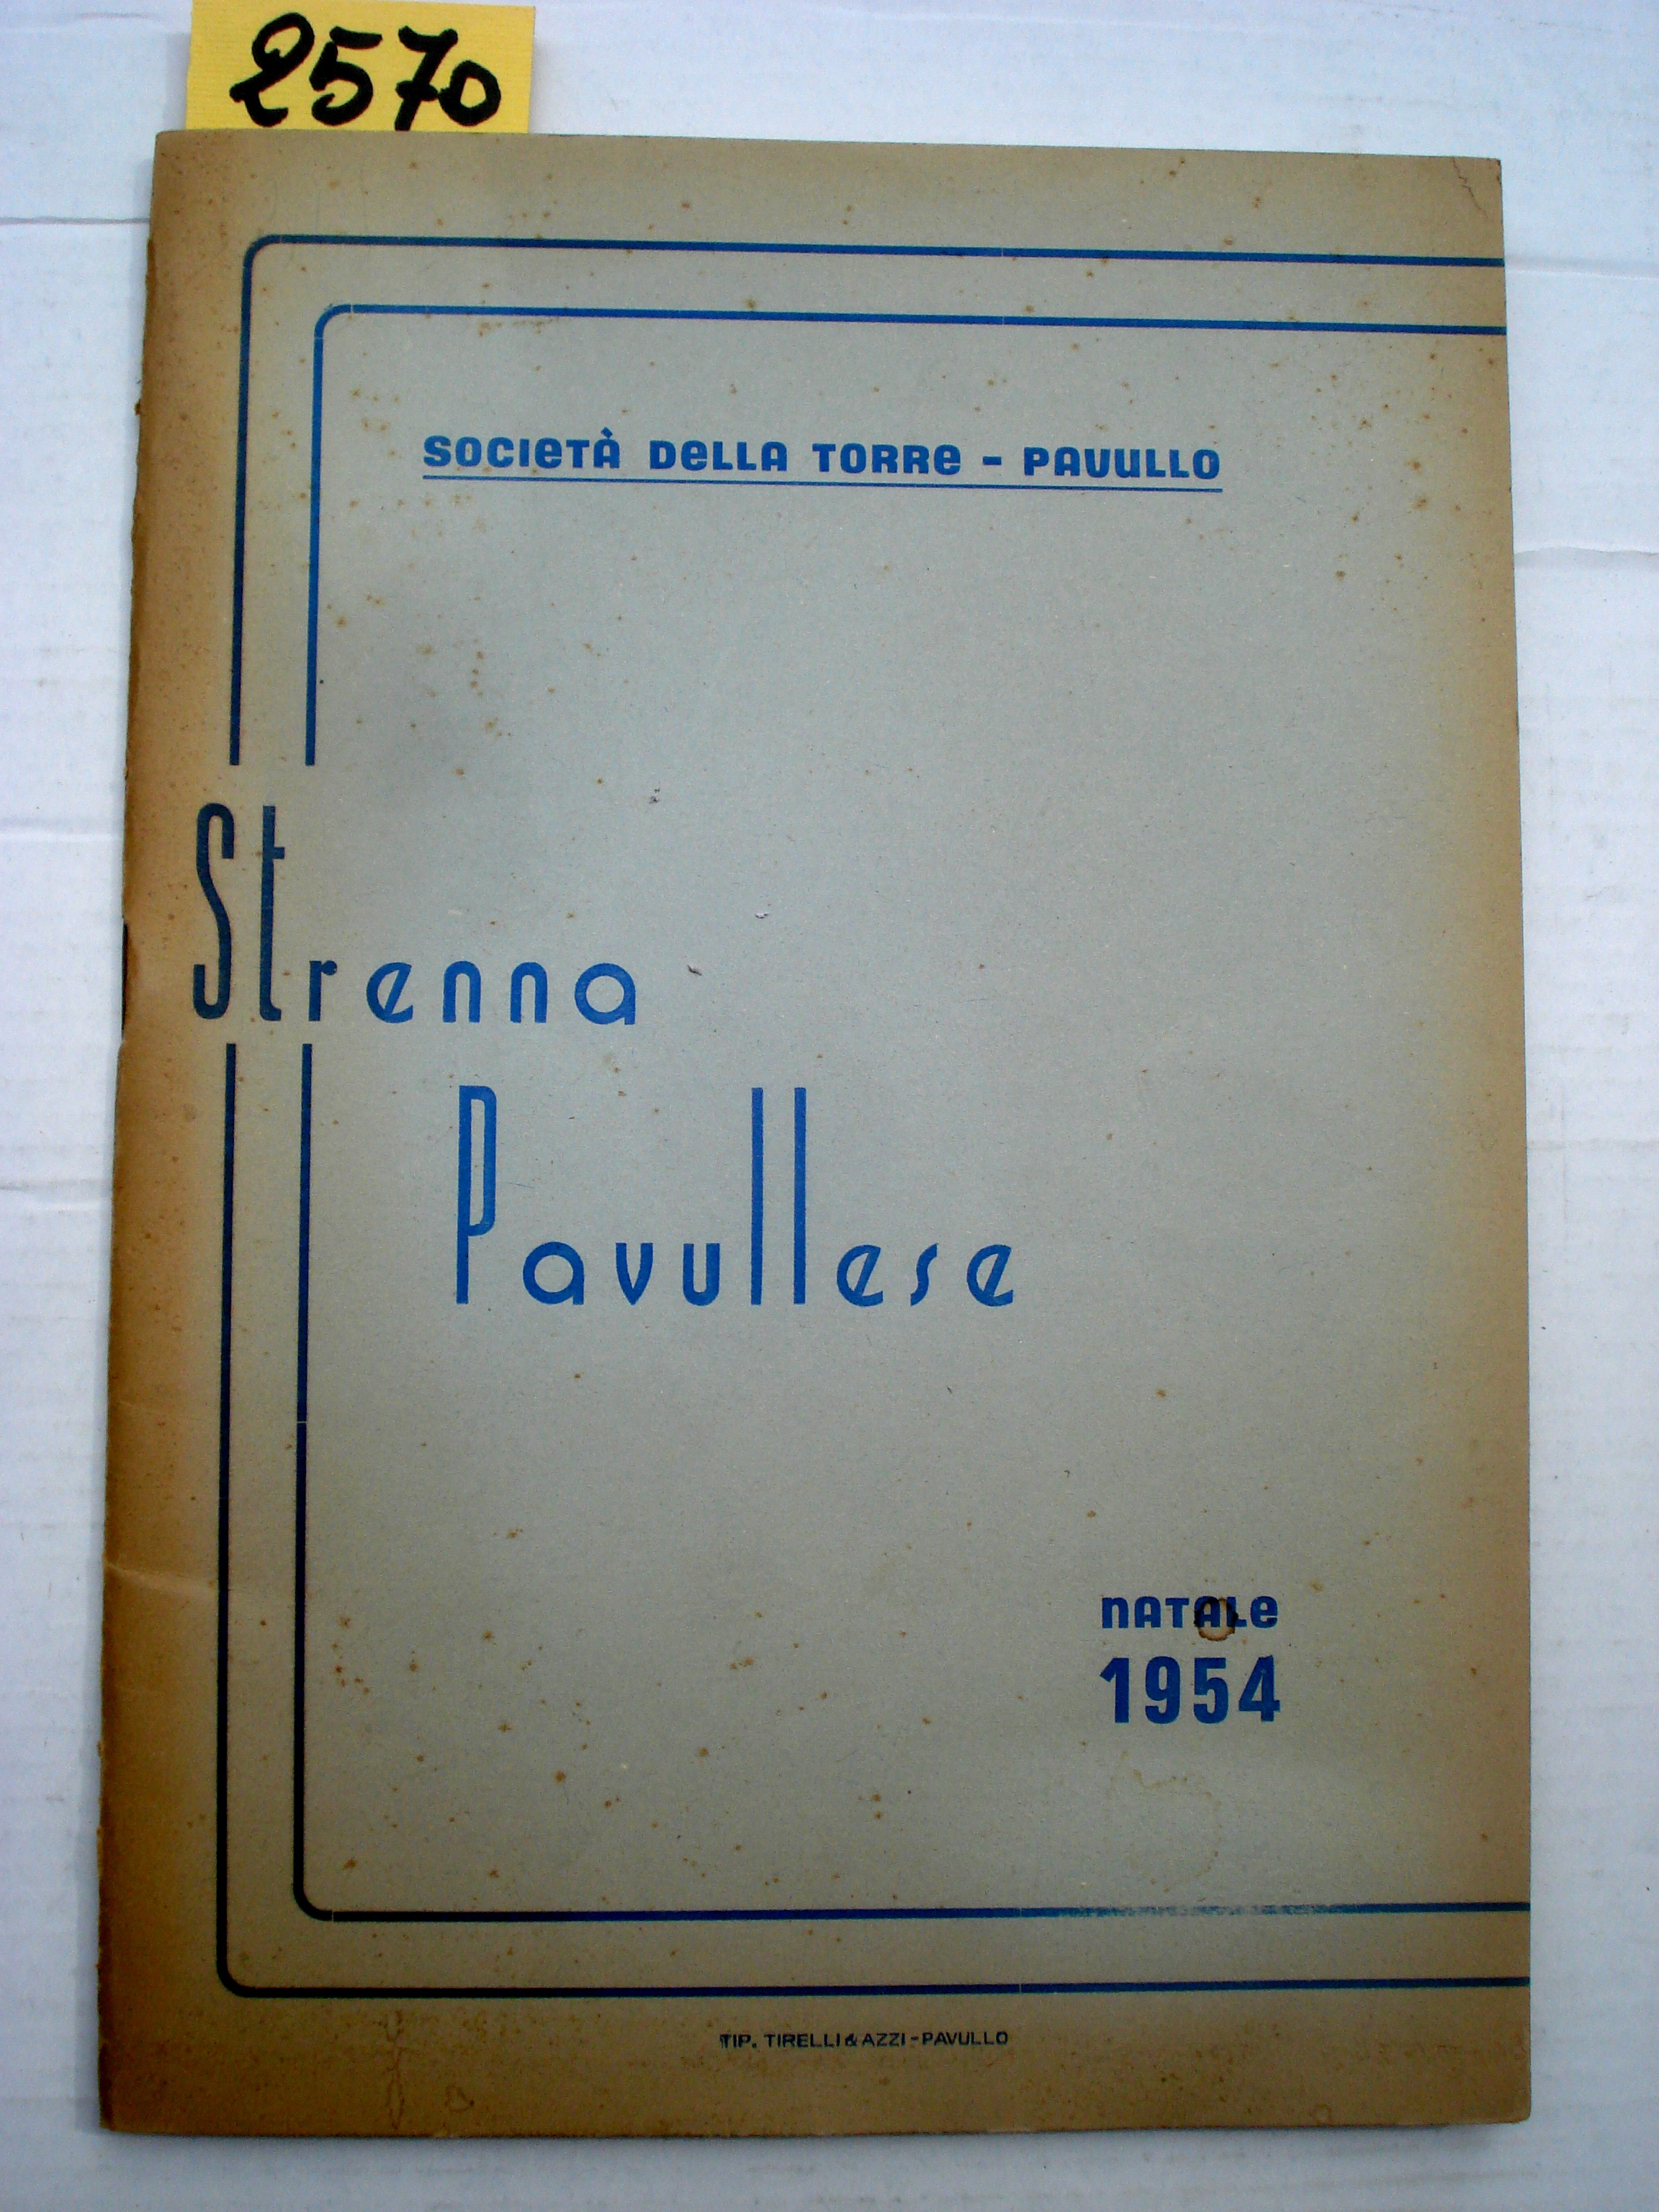 2570
SOCIETÀ DELLA TORRE - PAVULLO
Strenna
Pavullese
NATALE
1954
TIP. TIRELLI & AZZI - PAVULLO